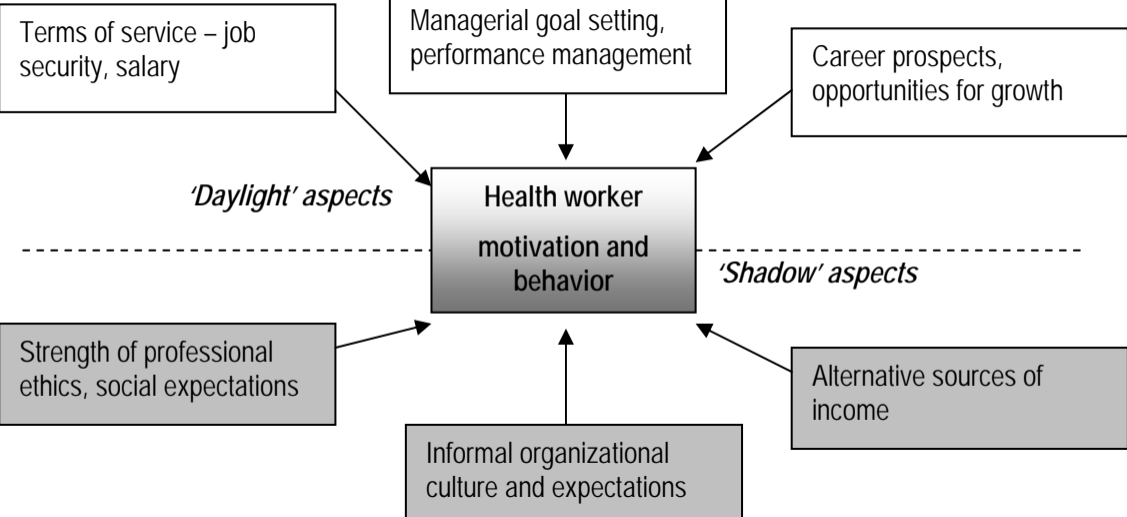 Terms of service – job
security, salary
Managerial goal setting,
performance management
Career prospects,
opportunities for growth
'Daylight' aspects
Health worker
motivation and
behavior
'Shadow' aspects
Strength of professional
ethics, social expectations
Alternative sources of
income
Informal organizational
culture and expectations